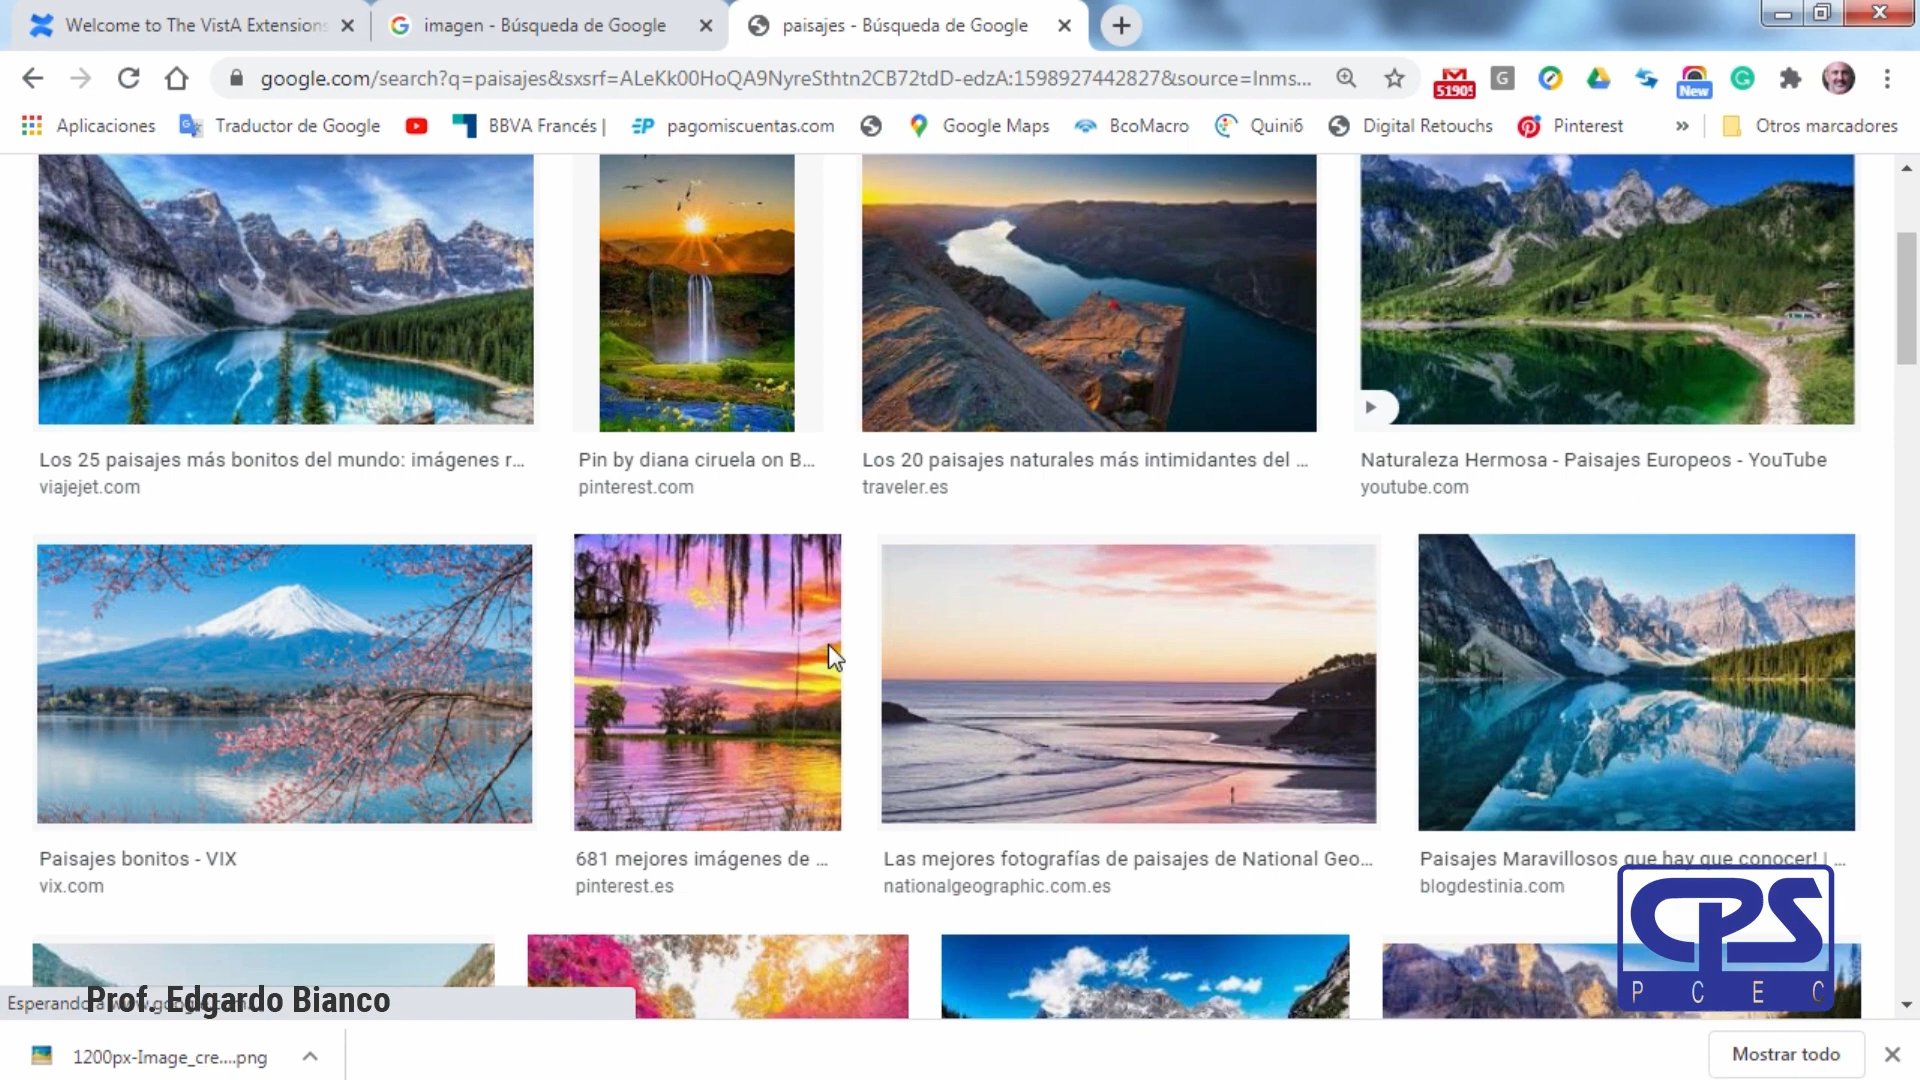 Welcome to The VistA Extension
imagen - Búsqueda de Google
paisajes - Búsqueda de Google
google.com/search?q=paisajes&sxsrf=ALeKk00HoQA9NyreSthtn2CB72tdD-edzA:1598927442827&source=lnms...
51905
G
New
Aplicaciones
Traductor de Google
BBVA Francés |
pagomiscuentas.com
Google Maps
BcoMacro
Quini6
Digital Retouchs
Pinterest
»
Otros marcadores
Los 25 paisajes más bonitos del mundo: imágenes r...
viajejet.com
Pin by diana ciruela on B...
pinterest.com
Los 20 paisajes naturales más intimidantes del ...
traveler.es
Naturaleza Hermosa - Paisajes Europeos - YouTube
youtube.com
Paisajes bonitos - VIX
vix.com
681 mejores imágenes de ...
pinterest.es
Las mejores fotografías de paisajes de National Geo...
nationalgeographic.com.es
Paisajes Maravillosos que hay que conocer! | ...
blogdestinia.com
CPS
P C E C
Esperando a www.google.com...
Prof. Edgardo Bianco
1200px-Image_cre....png
Mostrar todo